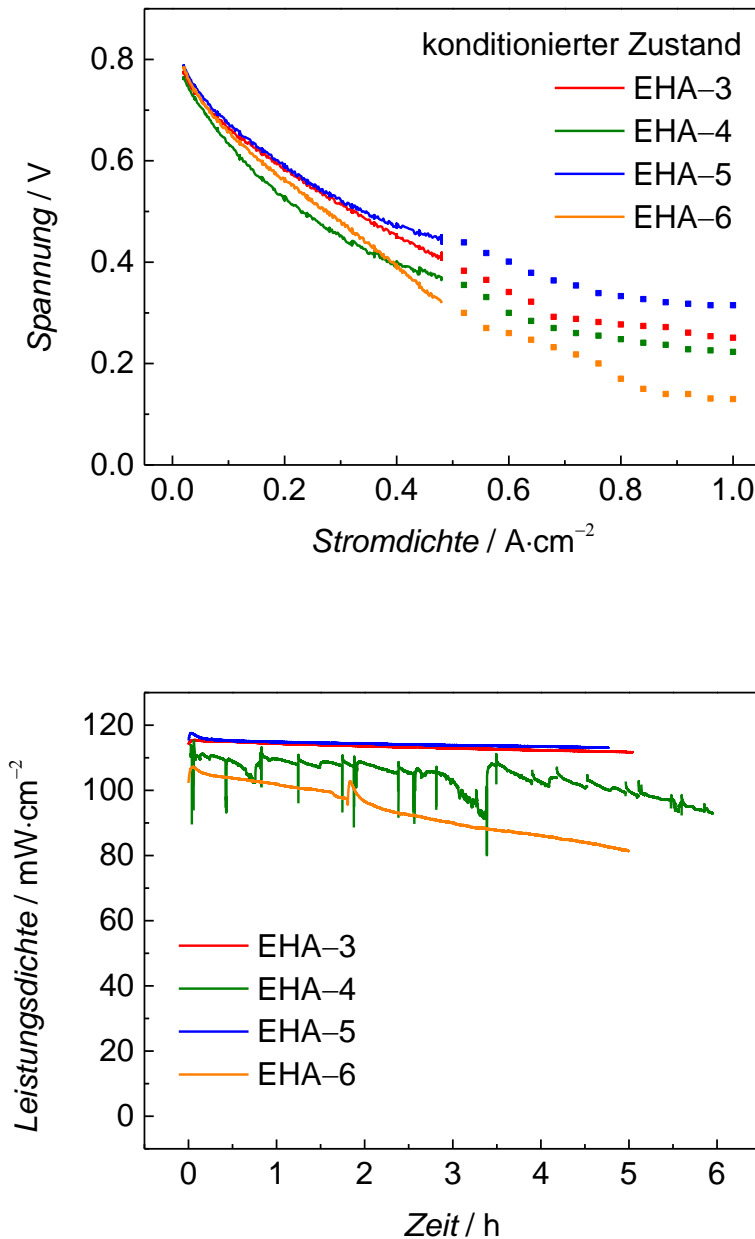 konditionierter Zustand
EHA–3
EHA–4
EHA–5
EHA–6
0.8
0.6
0.4
0.2
0.0
Spannung / V
0.0 0.2 0.4 0.6 0.8 1.0
Stromdichte / A·cm⁻²
120
100
80
60
40
20
0
Leistungsdichte / mW·cm⁻²
EHA–3
EHA–4
EHA–5
EHA–6
0 1 2 3 4 5 6
Zeit / h